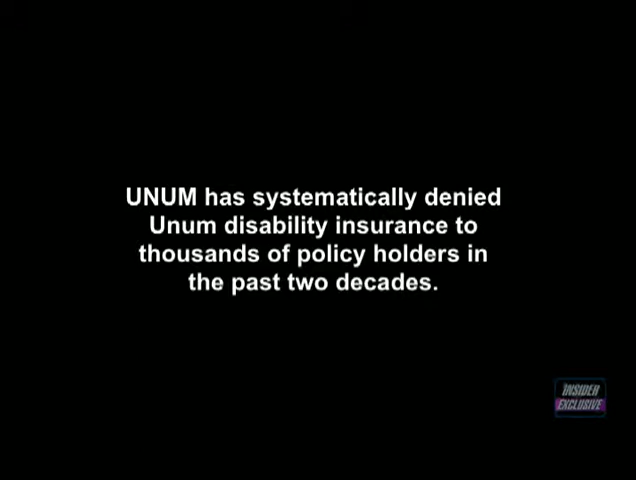 UNUM has systematically denied
Unum disability insurance to
thousands of policy holders in
the past two decades.
INSIDER
EXCLUSIVE